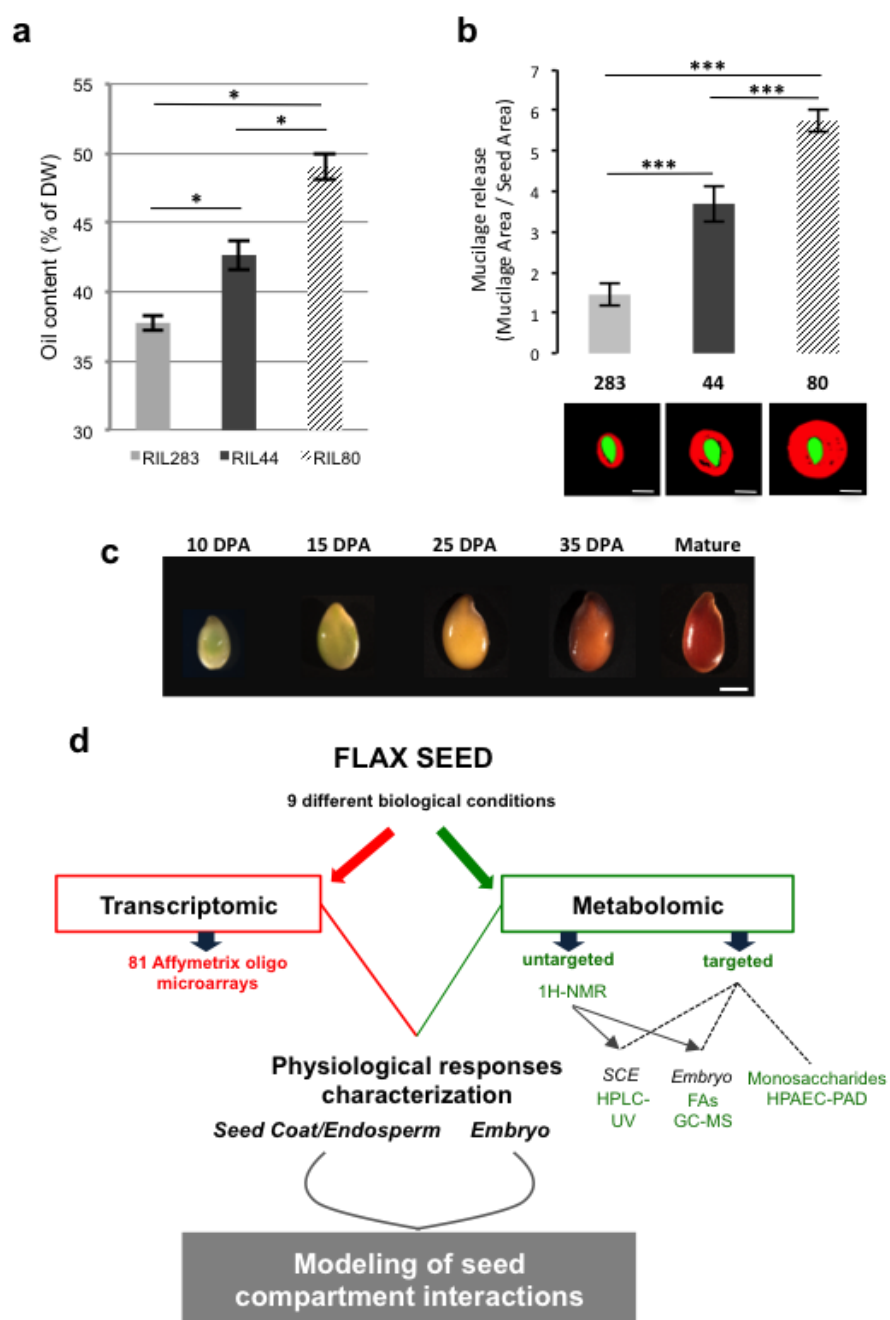 a
Oil content (% of DW)
55
50
45
40
35
30
*
*
*
RIL283 RIL44 RIL80
b
Mucilage release
(Mucilage Area / Seed Area)
7
6
5
4
3
2
1
0
***
***
***
283 44 80
c
10 DPA 15 DPA 25 DPA 35 DPA Mature
d
FLAX SEED
9 different biological conditions
Transcriptomic
81 Affymetrix oligo
microarrays
Metabolomic
untargeted
targeted
1H-NMR
SCE
HPLC-
UV
Embryo
FAs
GC-MS
Monosaccharides
HPAEC-PAD
Physiological responses
characterization
Seed Coat/Endosperm Embryo
Modeling of seed
compartment interactions